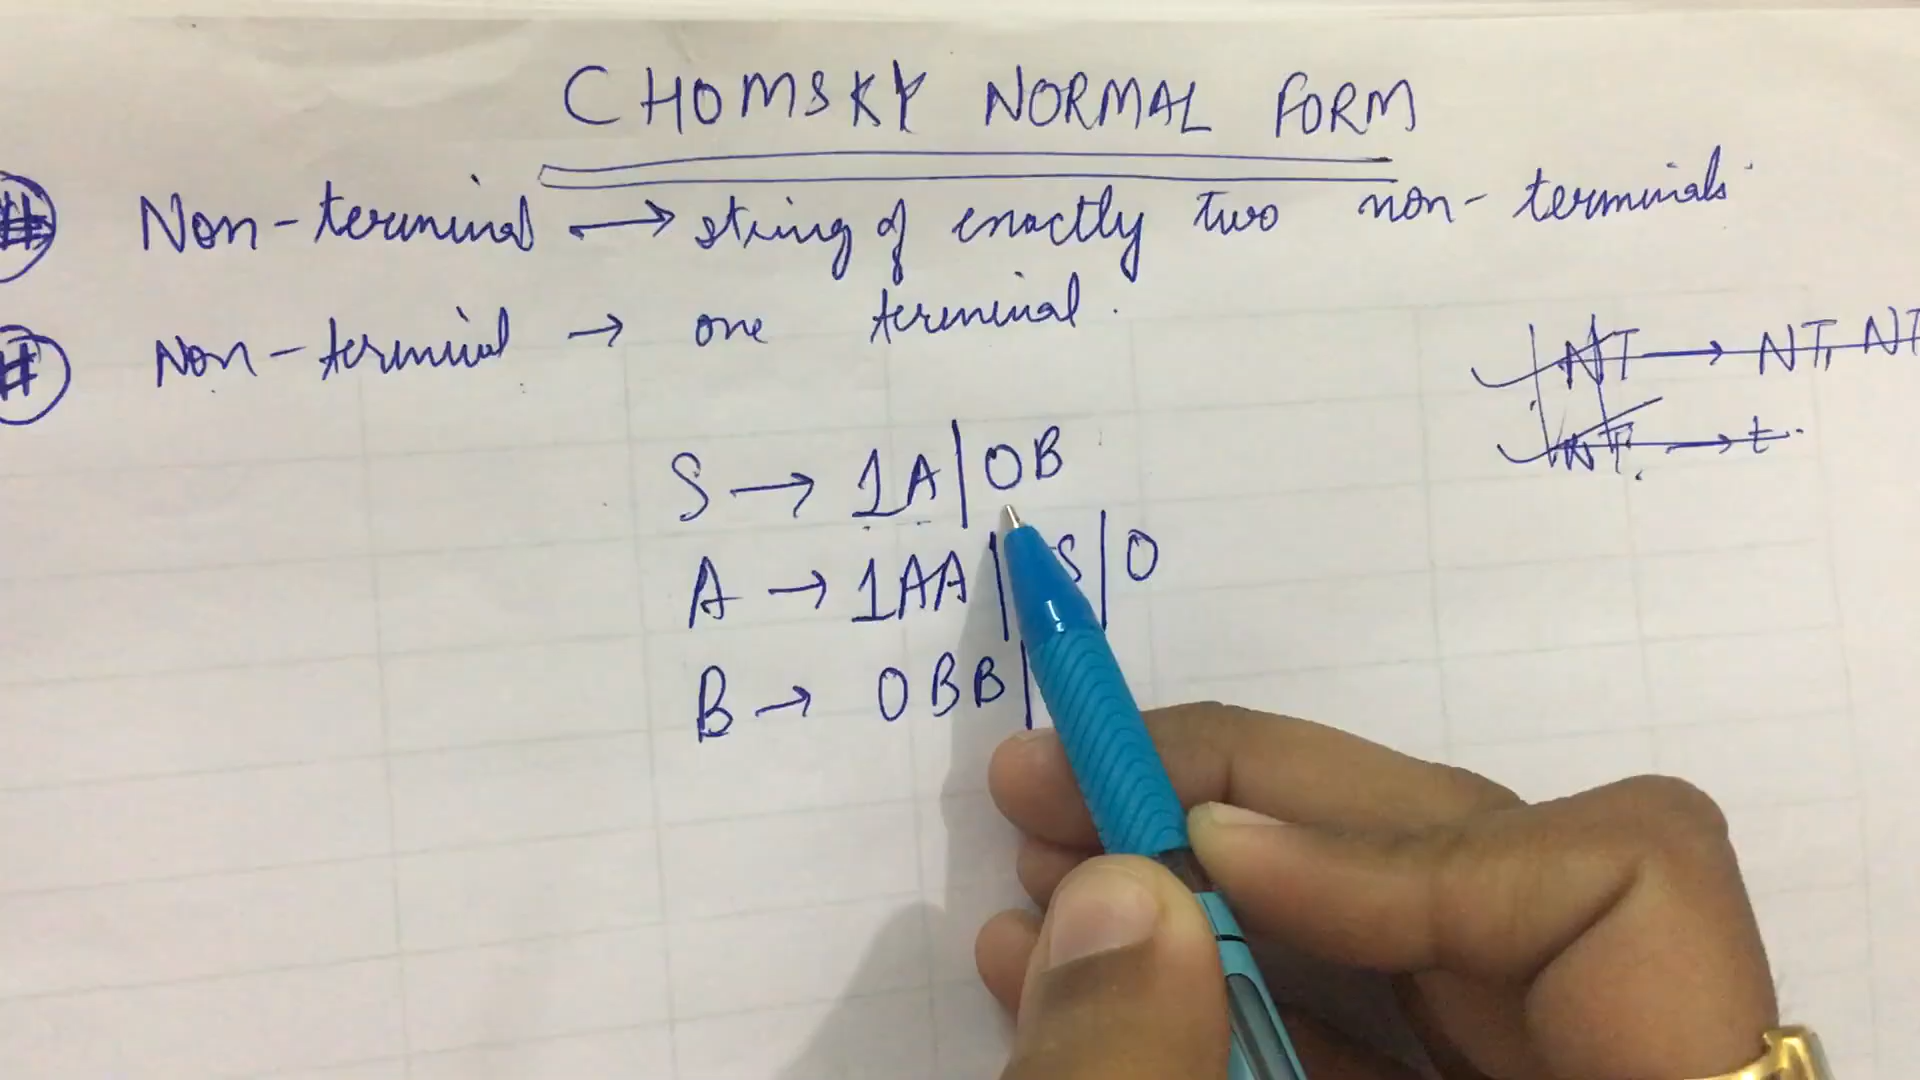 CHOMSKY NORMAL FORM
# Non-terminal → string of exactly two non-terminals.
# Non-terminal → one terminal.
NT → NT, NT
NT. → t.
S → 1A | 0B
A → 1AA | S | 0
B → 0BB |